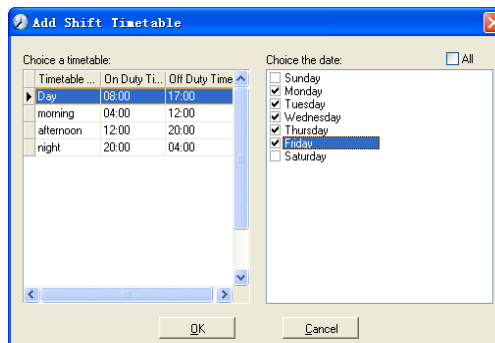 Add Shift Timetable
Choice a timetable:
Timetable ... On Duty Ti... Off Duty Time
Day 08:00 17:00
morning 04:00 12:00
afternoon 12:00 20:00
night 20:00 04:00
Choice the date: All
Sunday
Monday
Tuesday
Wednesday
Thursday
Friday
Saturday
OK Cancel